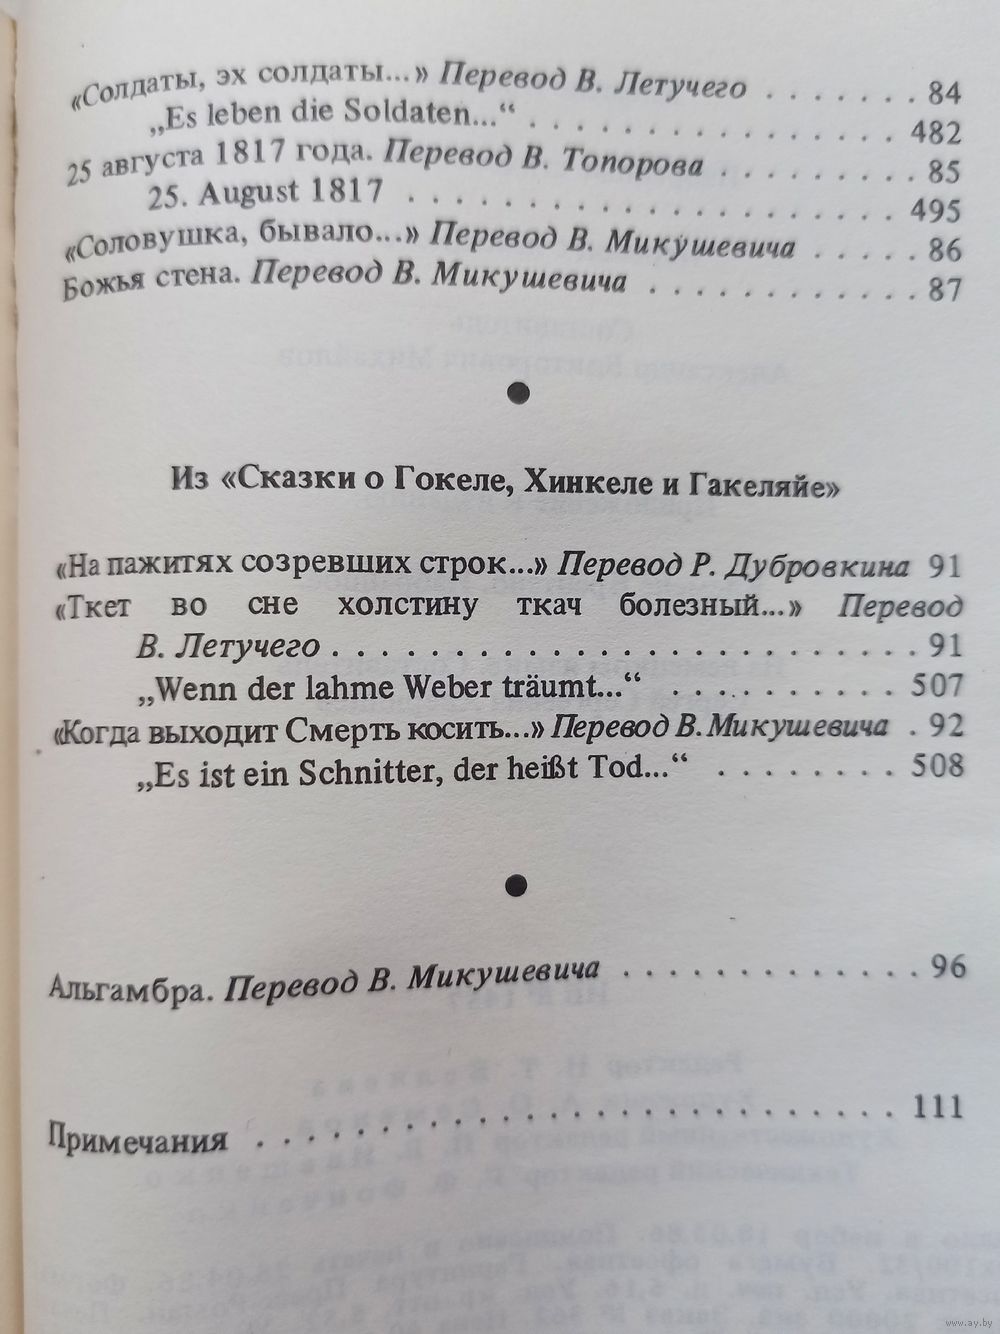 «Солдаты, эх солдаты...» Перевод В. Летучего . . . . . . . 84
„Es leben die Soldaten...“ . . . . . . . . . . . . . . . . 482
25 августа 1817 года. Перевод В. Топорова . . . . . . . . . 85
25. August 1817 . . . . . . . . . . . . . . . . . . . . 495
«Соловушка, бывало...» Перевод В. Микушевича . . . . . 86
Божья стена. Перевод В. Микушевича . . . . . . . . . . . . 87
Из «Сказки о Гокеле, Хинкеле и Гакеляйе»
«На пажитях созревших строк...» Перевод Р. Дубровкина 91
«Ткет во сне холстину ткач болезный...» Перевод
В. Летучего . . . . . . . . . . . . . . . . . . . . . . . . 91
„Wenn der lahme Weber träumt...“ . . . . . . . . . . 507
«Когда выходит Смерть косить...» Перевод В. Микушевича . 92
„Es ist ein Schnitter, der heißt Tod...“ . . . . . . . . 508
Альгамбра. Перевод В. Микушевича . . . . . . . . . . . . 96
Примечания . . . . . . . . . . . . . . . . . . . . . . . . 111
www.ay.by